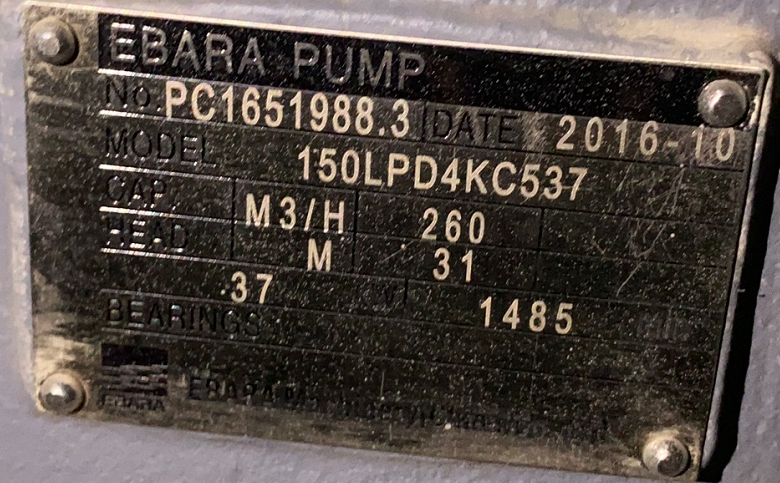 EBARA PUMP
No. PC1651988.3 DATE 2016-10
MODEL 150LPD4KC537
CAP. M3/H 260
HEAD M 31
37 1485
BEARINGS
EBARA
EBARA